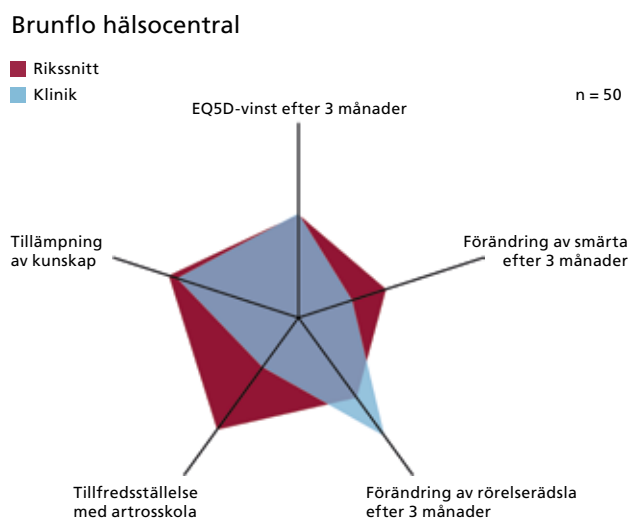 Brunflo hälsocentral
Rikssnitt
Klinik
n = 50
EQ5D-vinst efter 3 månader
Tillämpning
av kunskap
Förändring av smärta
efter 3 månader
Tillfredsställelse
med artrosskola
Förändring av rörelserädsla
efter 3 månader